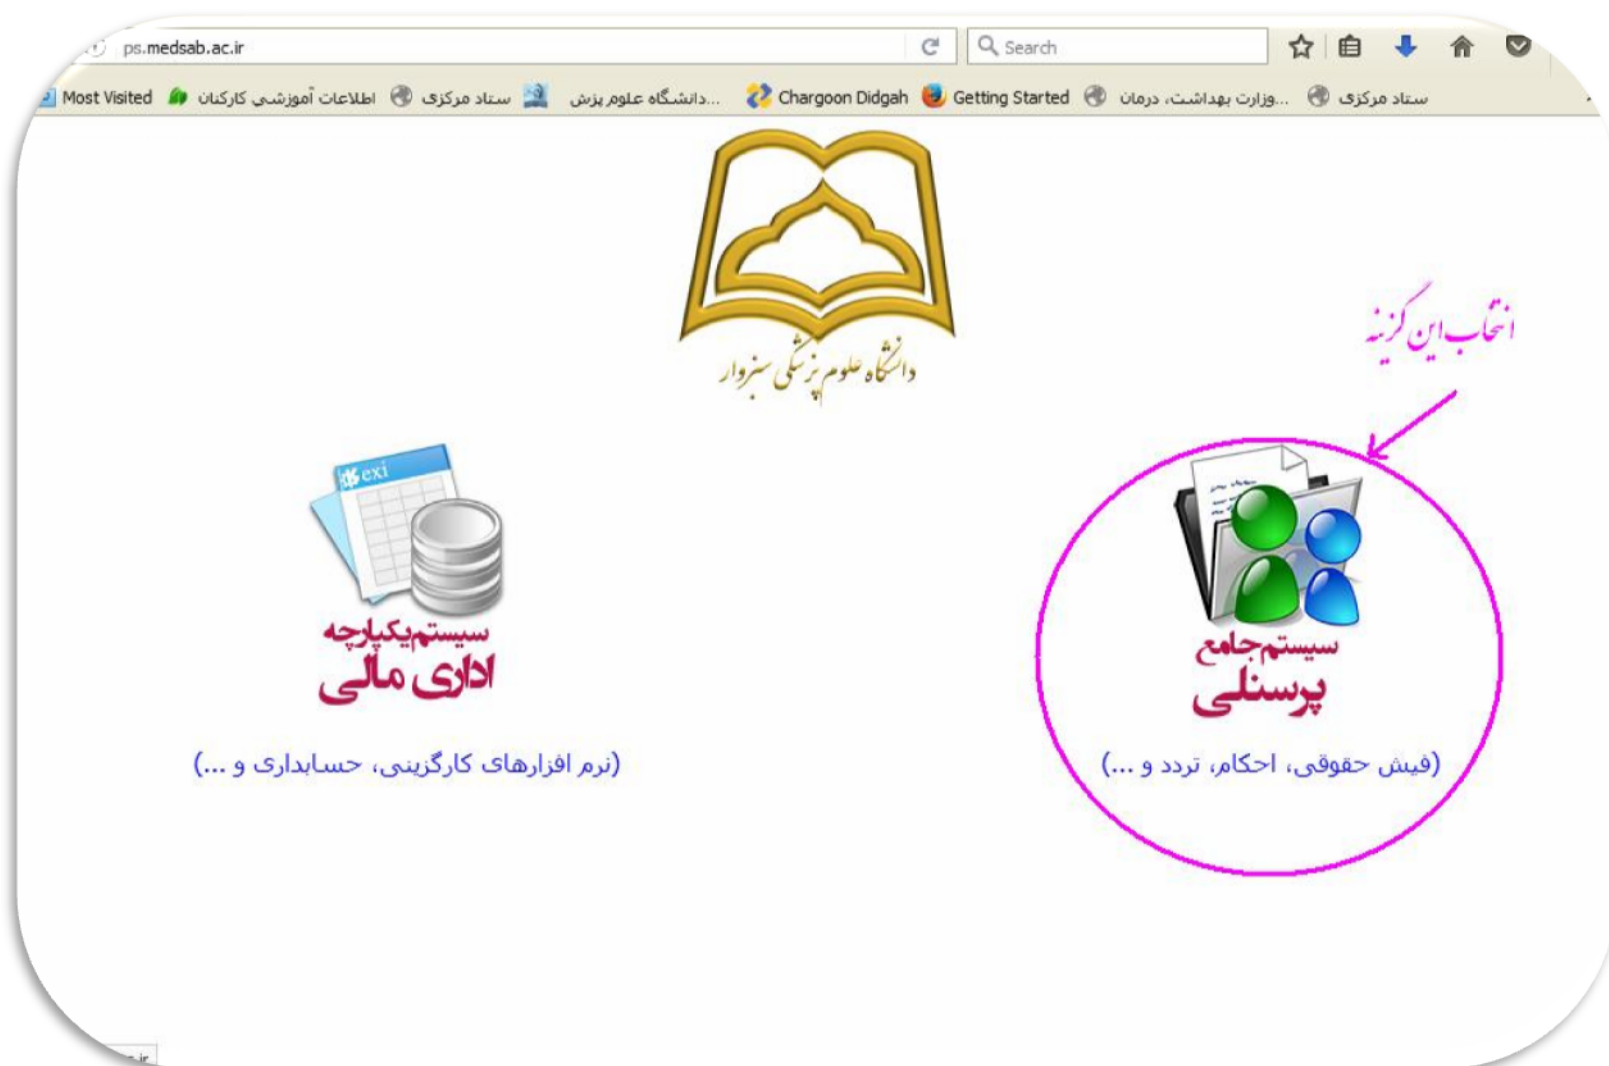 ps.medsab.ac.ir
Search
Most Visited
اطلاعات آموزشی کارکنان
ستاد مرکزی
دانشگاه علوم پزش...
Chargoon Didgah
Getting Started
وزارت بهداشت، درمان...
ستاد مرکزی
دانشگاه علوم پزشکی سبزوار
انتخاب این گزینه
exi
سیستم جامع
پرسنلی
(فیش حقوقی، احکام، تردد و ...)
سیستم یکپارچه
اداری مالی
(نرم افزارهای کارگزینی، حسابداری و ...)